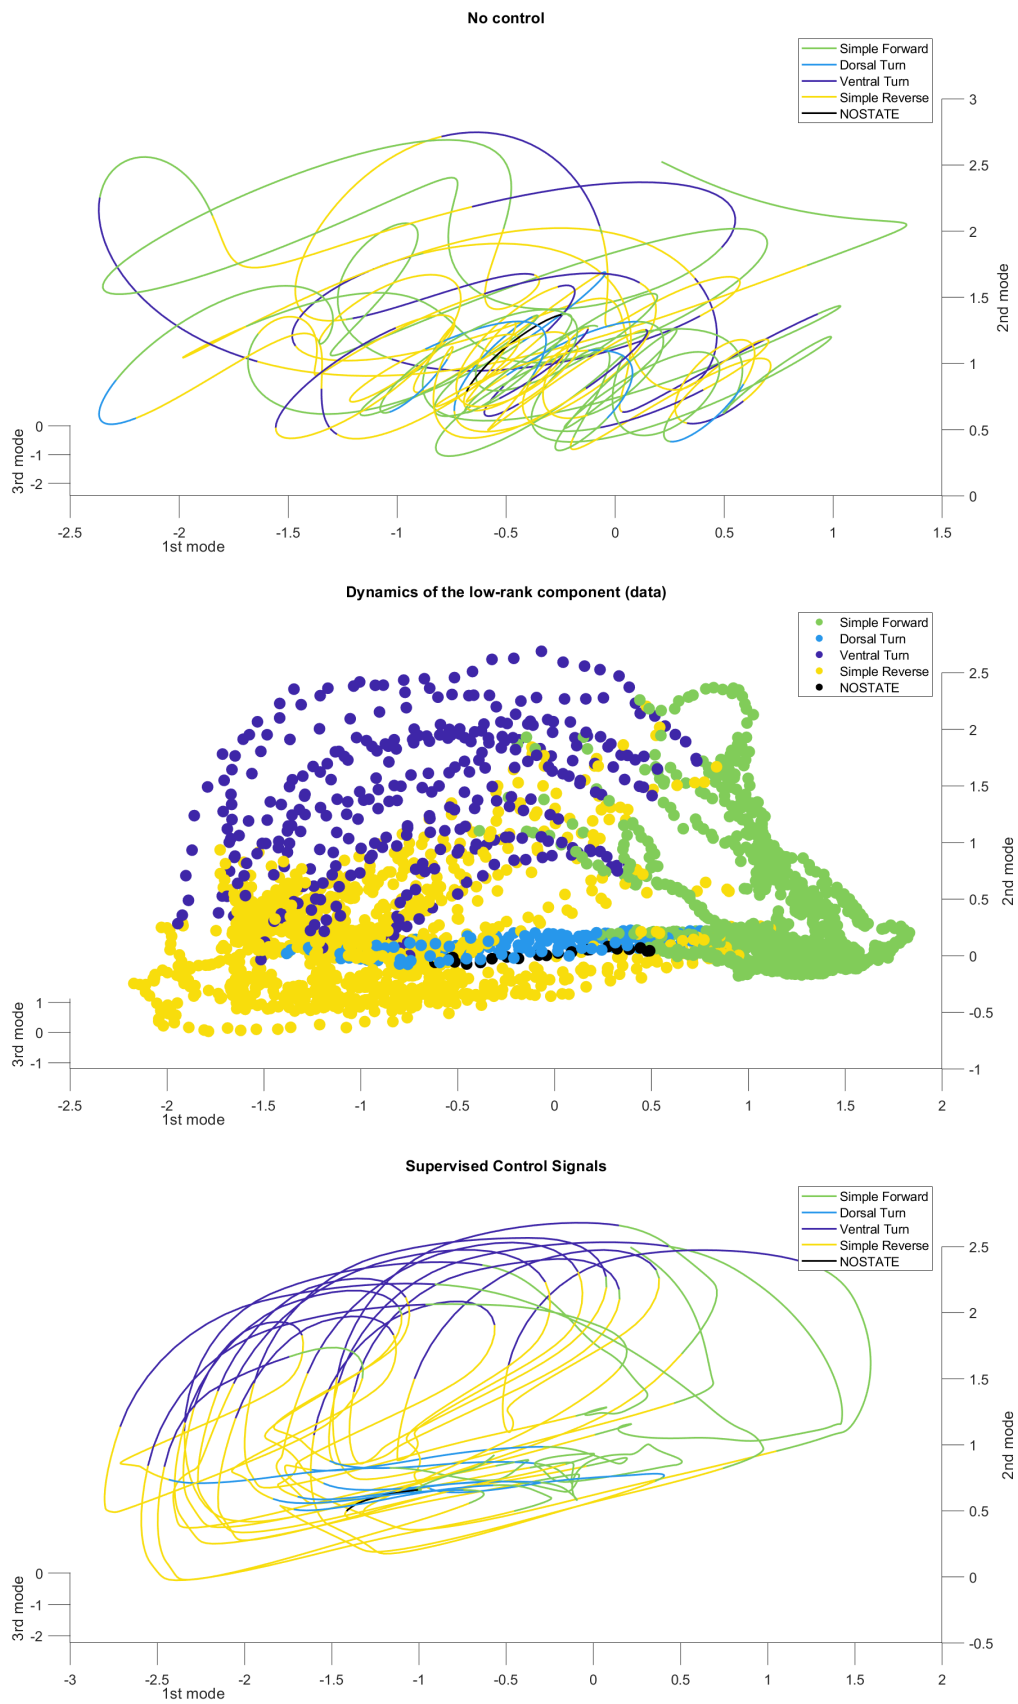 No control
Simple Forward
Dorsal Turn
Ventral Turn
Simple Reverse
NOSTATE
3
2.5
2
1.5
1
0.5
0
2nd mode
0
-1
-2
3rd mode
-2.5 -2 -1.5 -1 -0.5 0 0.5 1 1.5
1st mode
Dynamics of the low-rank component (data)
Simple Forward
Dorsal Turn
Ventral Turn
Simple Reverse
NOSTATE
2.5
2
1.5
1
0.5
0
-0.5
-1
2nd mode
1
0
-1
3rd mode
-2.5 -2 -1.5 -1 -0.5 0 0.5 1 1.5 2
1st mode
Supervised Control Signals
Simple Forward
Dorsal Turn
Ventral Turn
Simple Reverse
NOSTATE
2.5
2
1.5
1
0.5
0
-0.5
2nd mode
0
-1
-2
3rd mode
-3 -2.5 -2 -1.5 -1 -0.5 0 0.5 1 1.5 2
1st mode